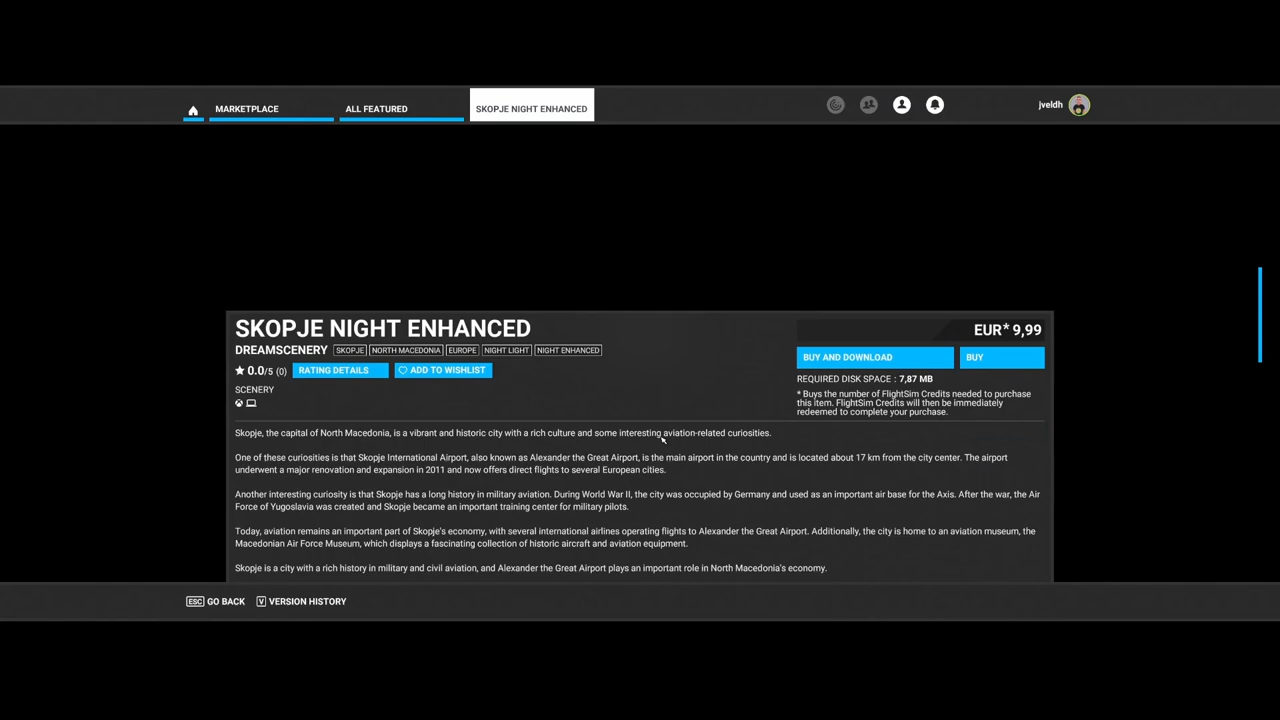 MARKETPLACE
ALL FEATURED
SKOPJE NIGHT ENHANCED
jveldh
SKOPJE NIGHT ENHANCED
EUR* 9,99
DREAMSCENERY SKOPJE NORTH MACEDONIA EUROPE NIGHT LIGHT NIGHT ENHANCED
BUY AND DOWNLOAD
BUY
0.0/5 (0) RATING DETAILS ADD TO WISHLIST
REQUIRED DISK SPACE : 7,87 MB
SCENERY
* Buys the number of FlightSim Credits needed to purchase
this item. FlightSim Credits will then be immediately
redeemed to complete your purchase.
Skopje, the capital of North Macedonia, is a vibrant and historic city with a rich culture and some interesting aviation-related curiosities.
One of these curiosities is that Skopje International Airport, also known as Alexander the Great Airport, is the main airport in the country and is located about 17 km from the city center. The airport
underwent a major renovation and expansion in 2011 and now offers direct flights to several European cities.
Another interesting curiosity is that Skopje has a long history in military aviation. During World War II, the city was occupied by Germany and used as an important air base for the Axis. After the war, the Air
Force of Yugoslavia was created and Skopje became an important training center for military pilots.
Today, aviation remains an important part of Skopje's economy, with several international airlines operating flights to Alexander the Great Airport. Additionally, the city is home to an aviation museum, the
Macedonian Air Force Museum, which displays a fascinating collection of historic aircraft and aviation equipment.
Skopje is a city with a rich history in military and civil aviation, and Alexander the Great Airport plays an important role in North Macedonia's economy.
ESC GO BACK V VERSION HISTORY